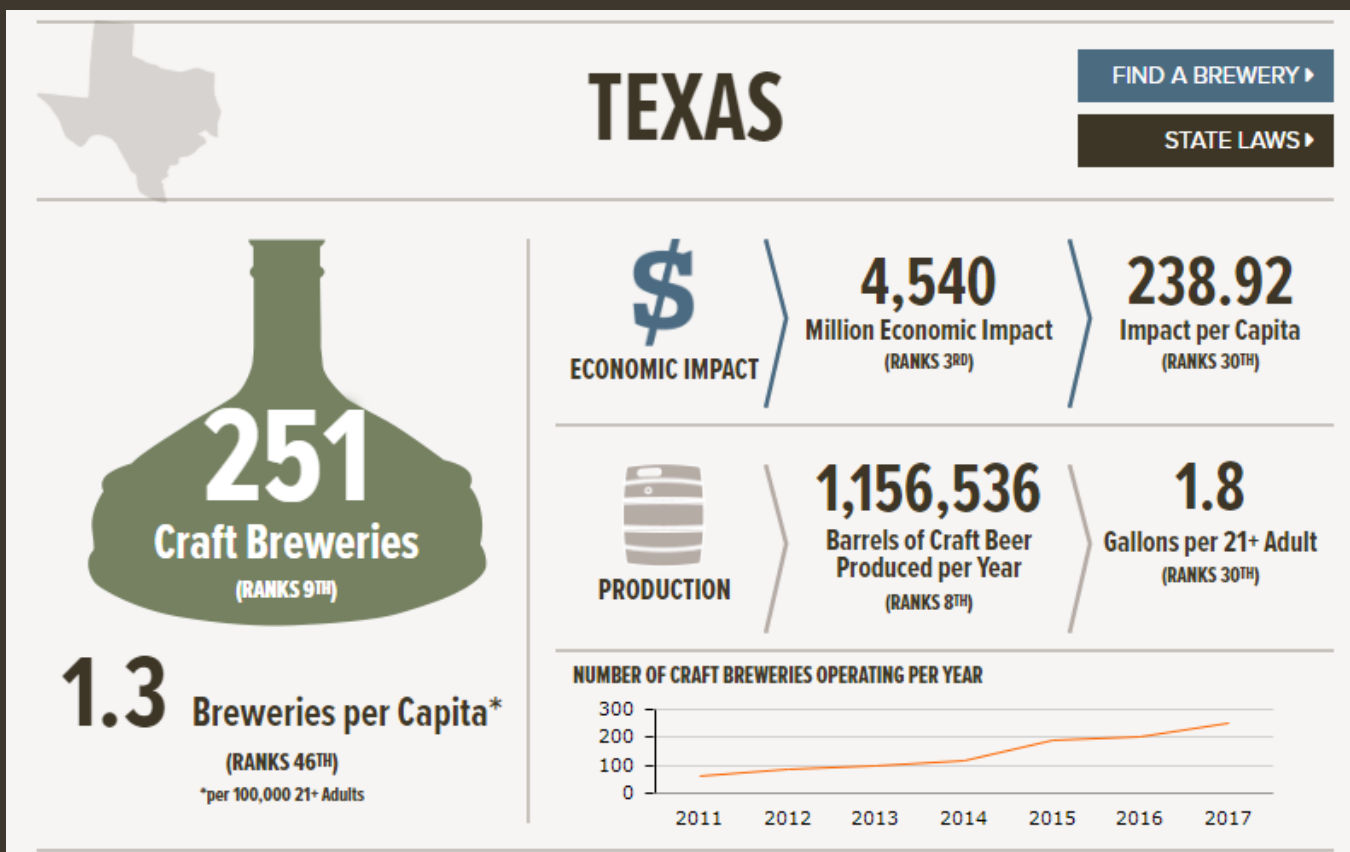 TEXAS
FIND A BREWERY
STATE LAWS
251
Craft Breweries
(RANKS 9TH)
1.3 Breweries per Capita*
(RANKS 46TH)
*per 100,000 21+ Adults
$
ECONOMIC IMPACT
4,540
Million Economic Impact
(RANKS 3RD)
238.92
Impact per Capita
(RANKS 30TH)
PRODUCTION
1,156,536
Barrels of Craft Beer
Produced per Year
(RANKS 8TH)
1.8
Gallons per 21+ Adult
(RANKS 30TH)
NUMBER OF CRAFT BREWERIES OPERATING PER YEAR
300
200
100
0
2011 2012 2013 2014 2015 2016 2017